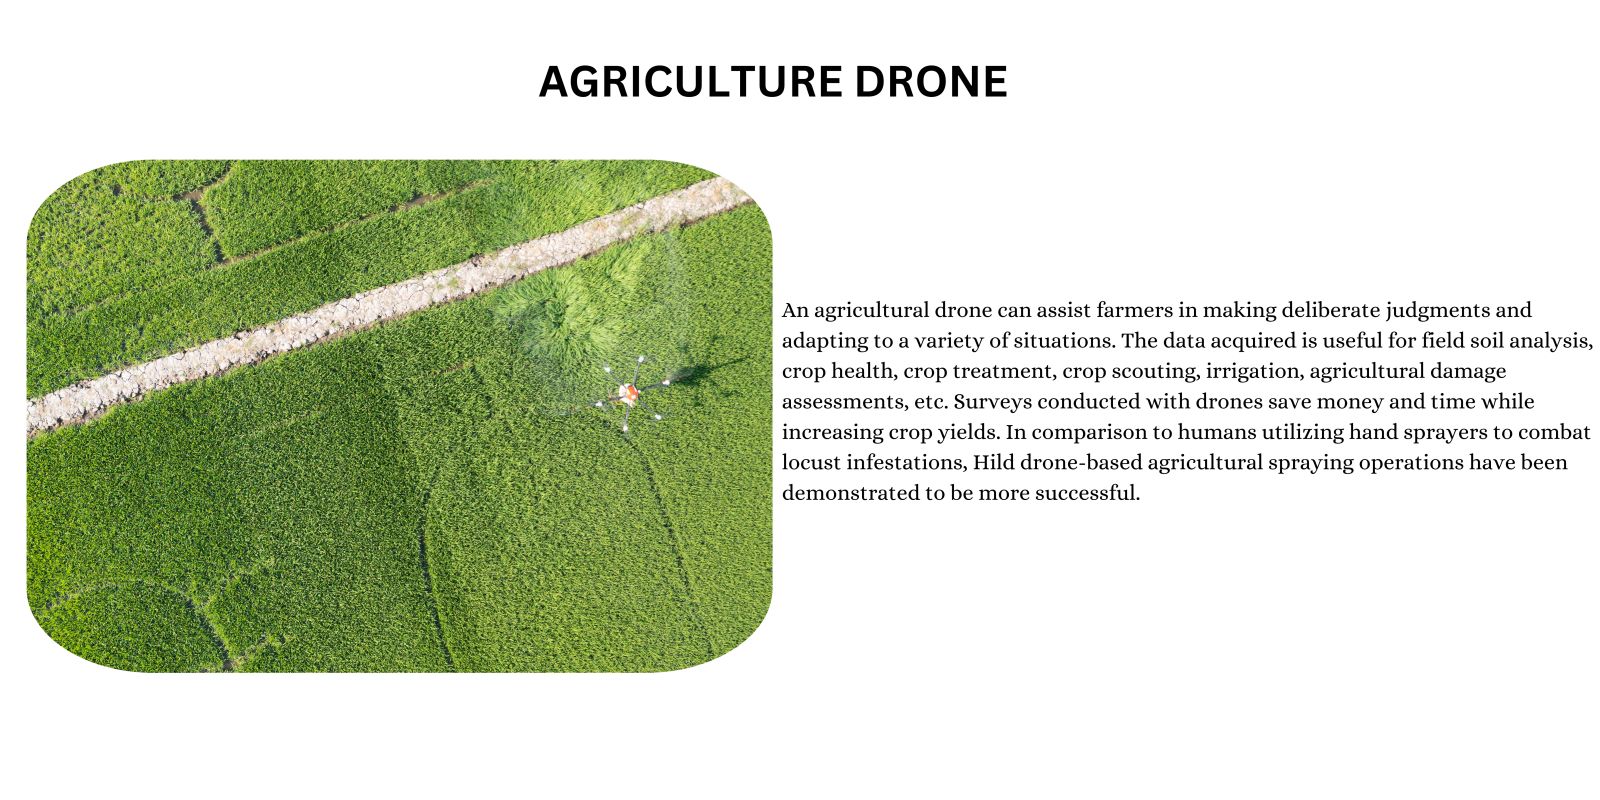 AGRICULTURE DRONE
An agricultural drone can assist farmers in making deliberate judgments and
adapting to a variety of situations. The data acquired is useful for field soil analysis,
crop health, crop treatment, crop scouting, irrigation, agricultural damage
assessments, etc. Surveys conducted with drones save money and time while
increasing crop yields. In comparison to humans utilizing hand sprayers to combat
locust infestations, Hild drone-based agricultural spraying operations have been
demonstrated to be more successful.